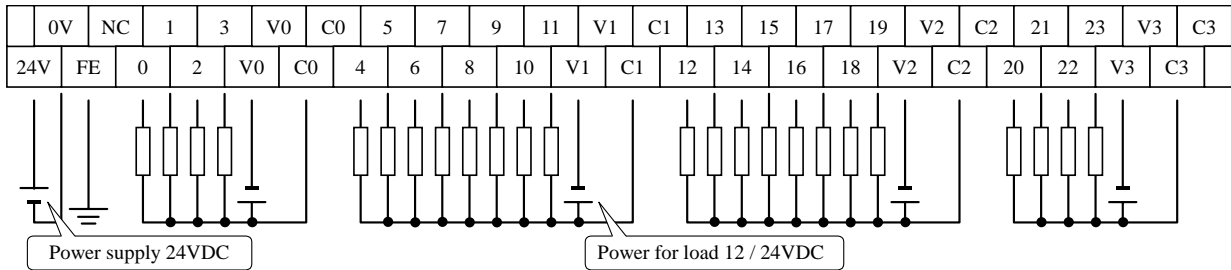 0V NC 1 3 V0 C0 5 7 9 11 V1 C1 13 15 17 19 V2 C2 21 23 V3 C3
24V FE 0 2 V0 C0 4 6 8 10 V1 C1 12 14 16 18 V2 C2 20 22 V3 C3
Power supply 24VDC
Power for load 12 / 24VDC